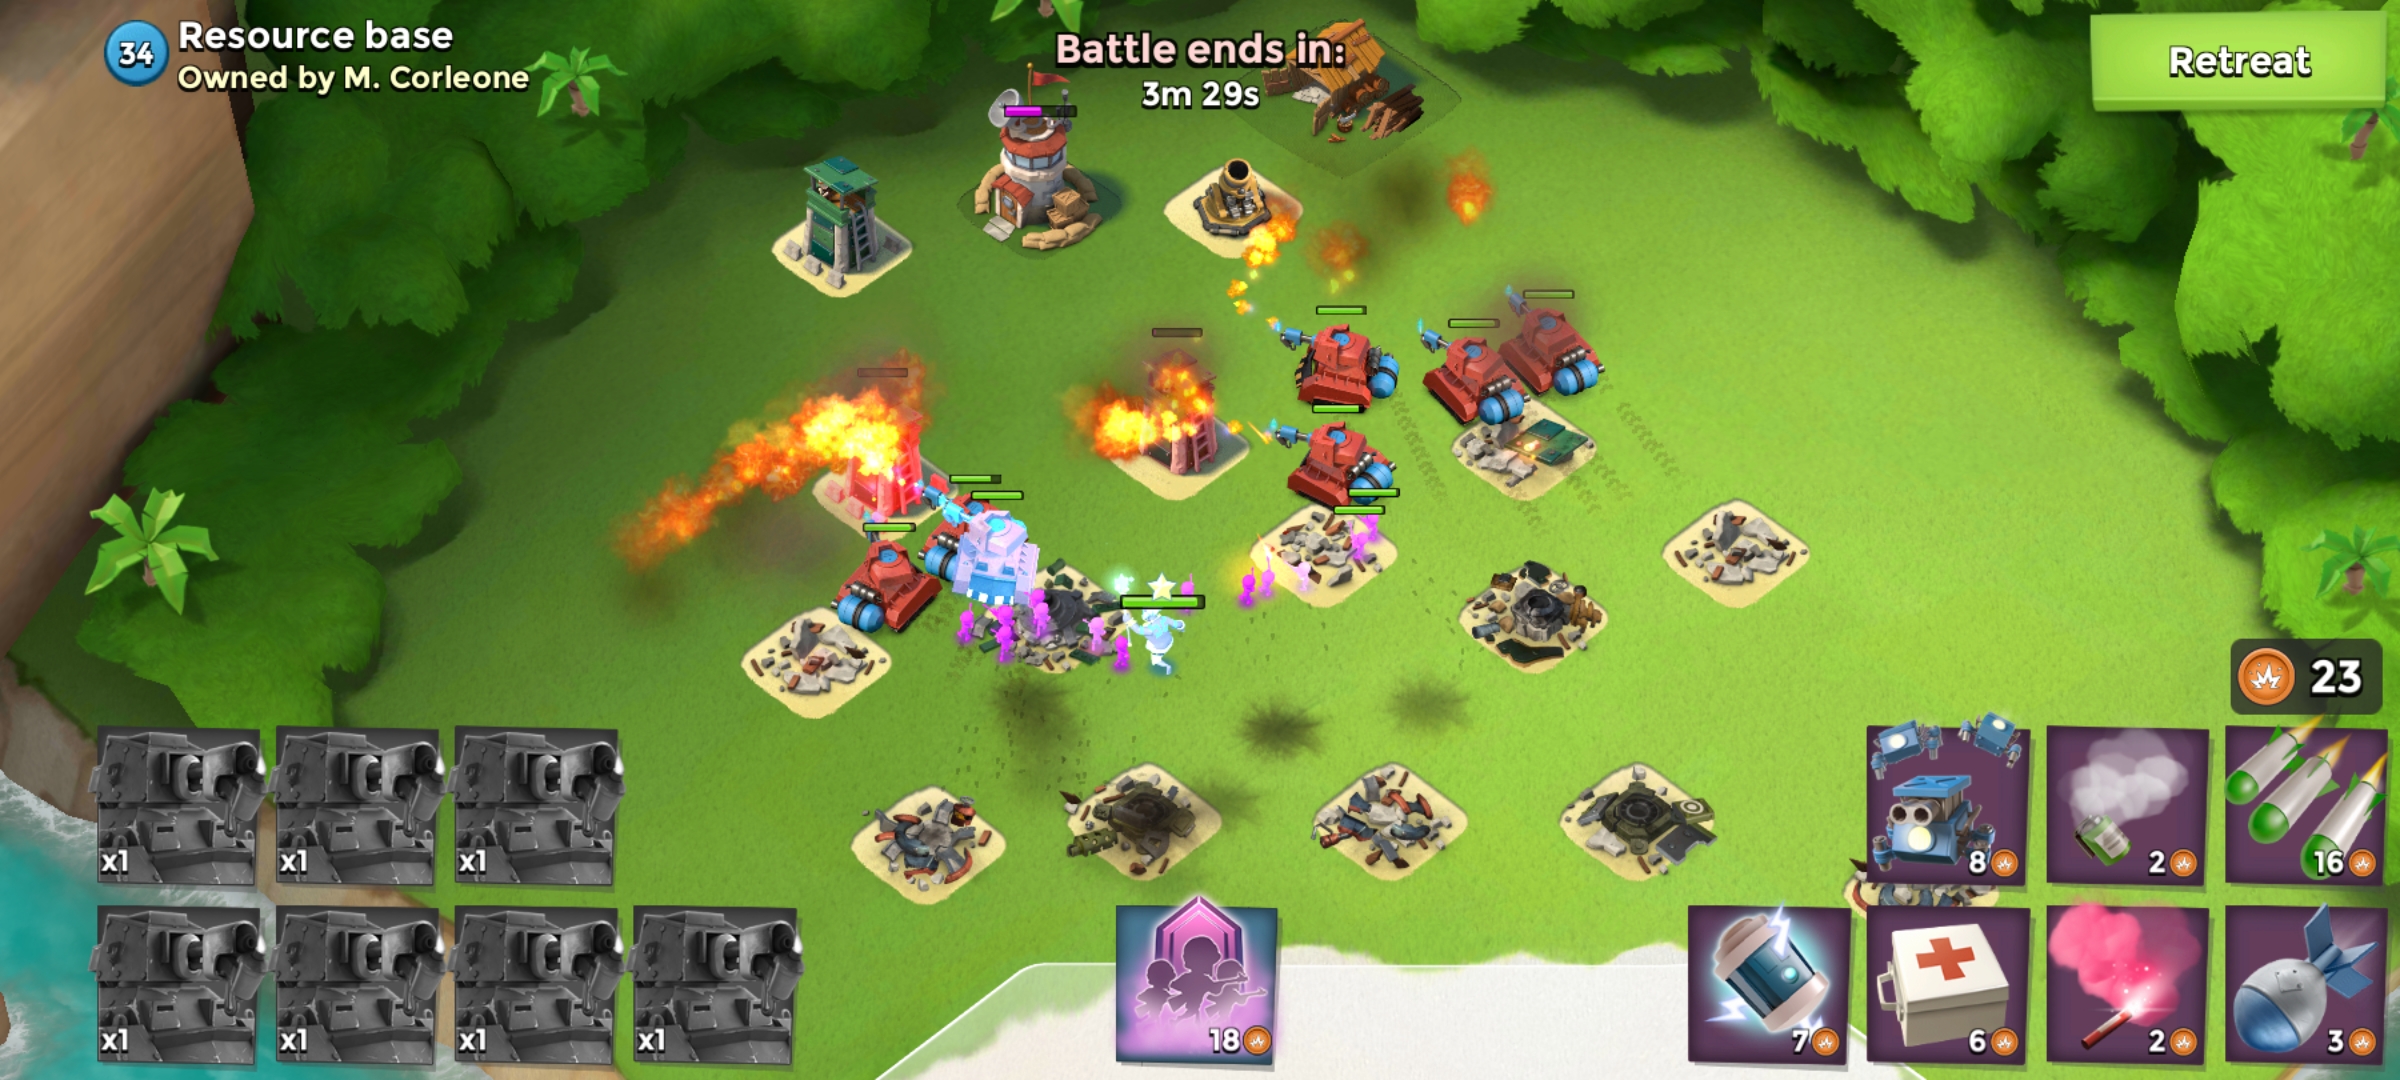 34
Resource base
Owned by M. Corleone
Battle ends in:
3m 29s
Retreat
23
x1
x1
x1
8
2
16
x1
x1
x1
x1
18
7
6
2
3